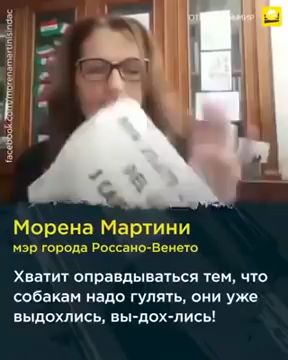 facebook.com/morenamartinisindac
Морена Мартини
мэр города Россано-Венето
Хватит оправдываться тем, что
собакам надо гулять, они уже
выдохлись, вы-дох-лись!